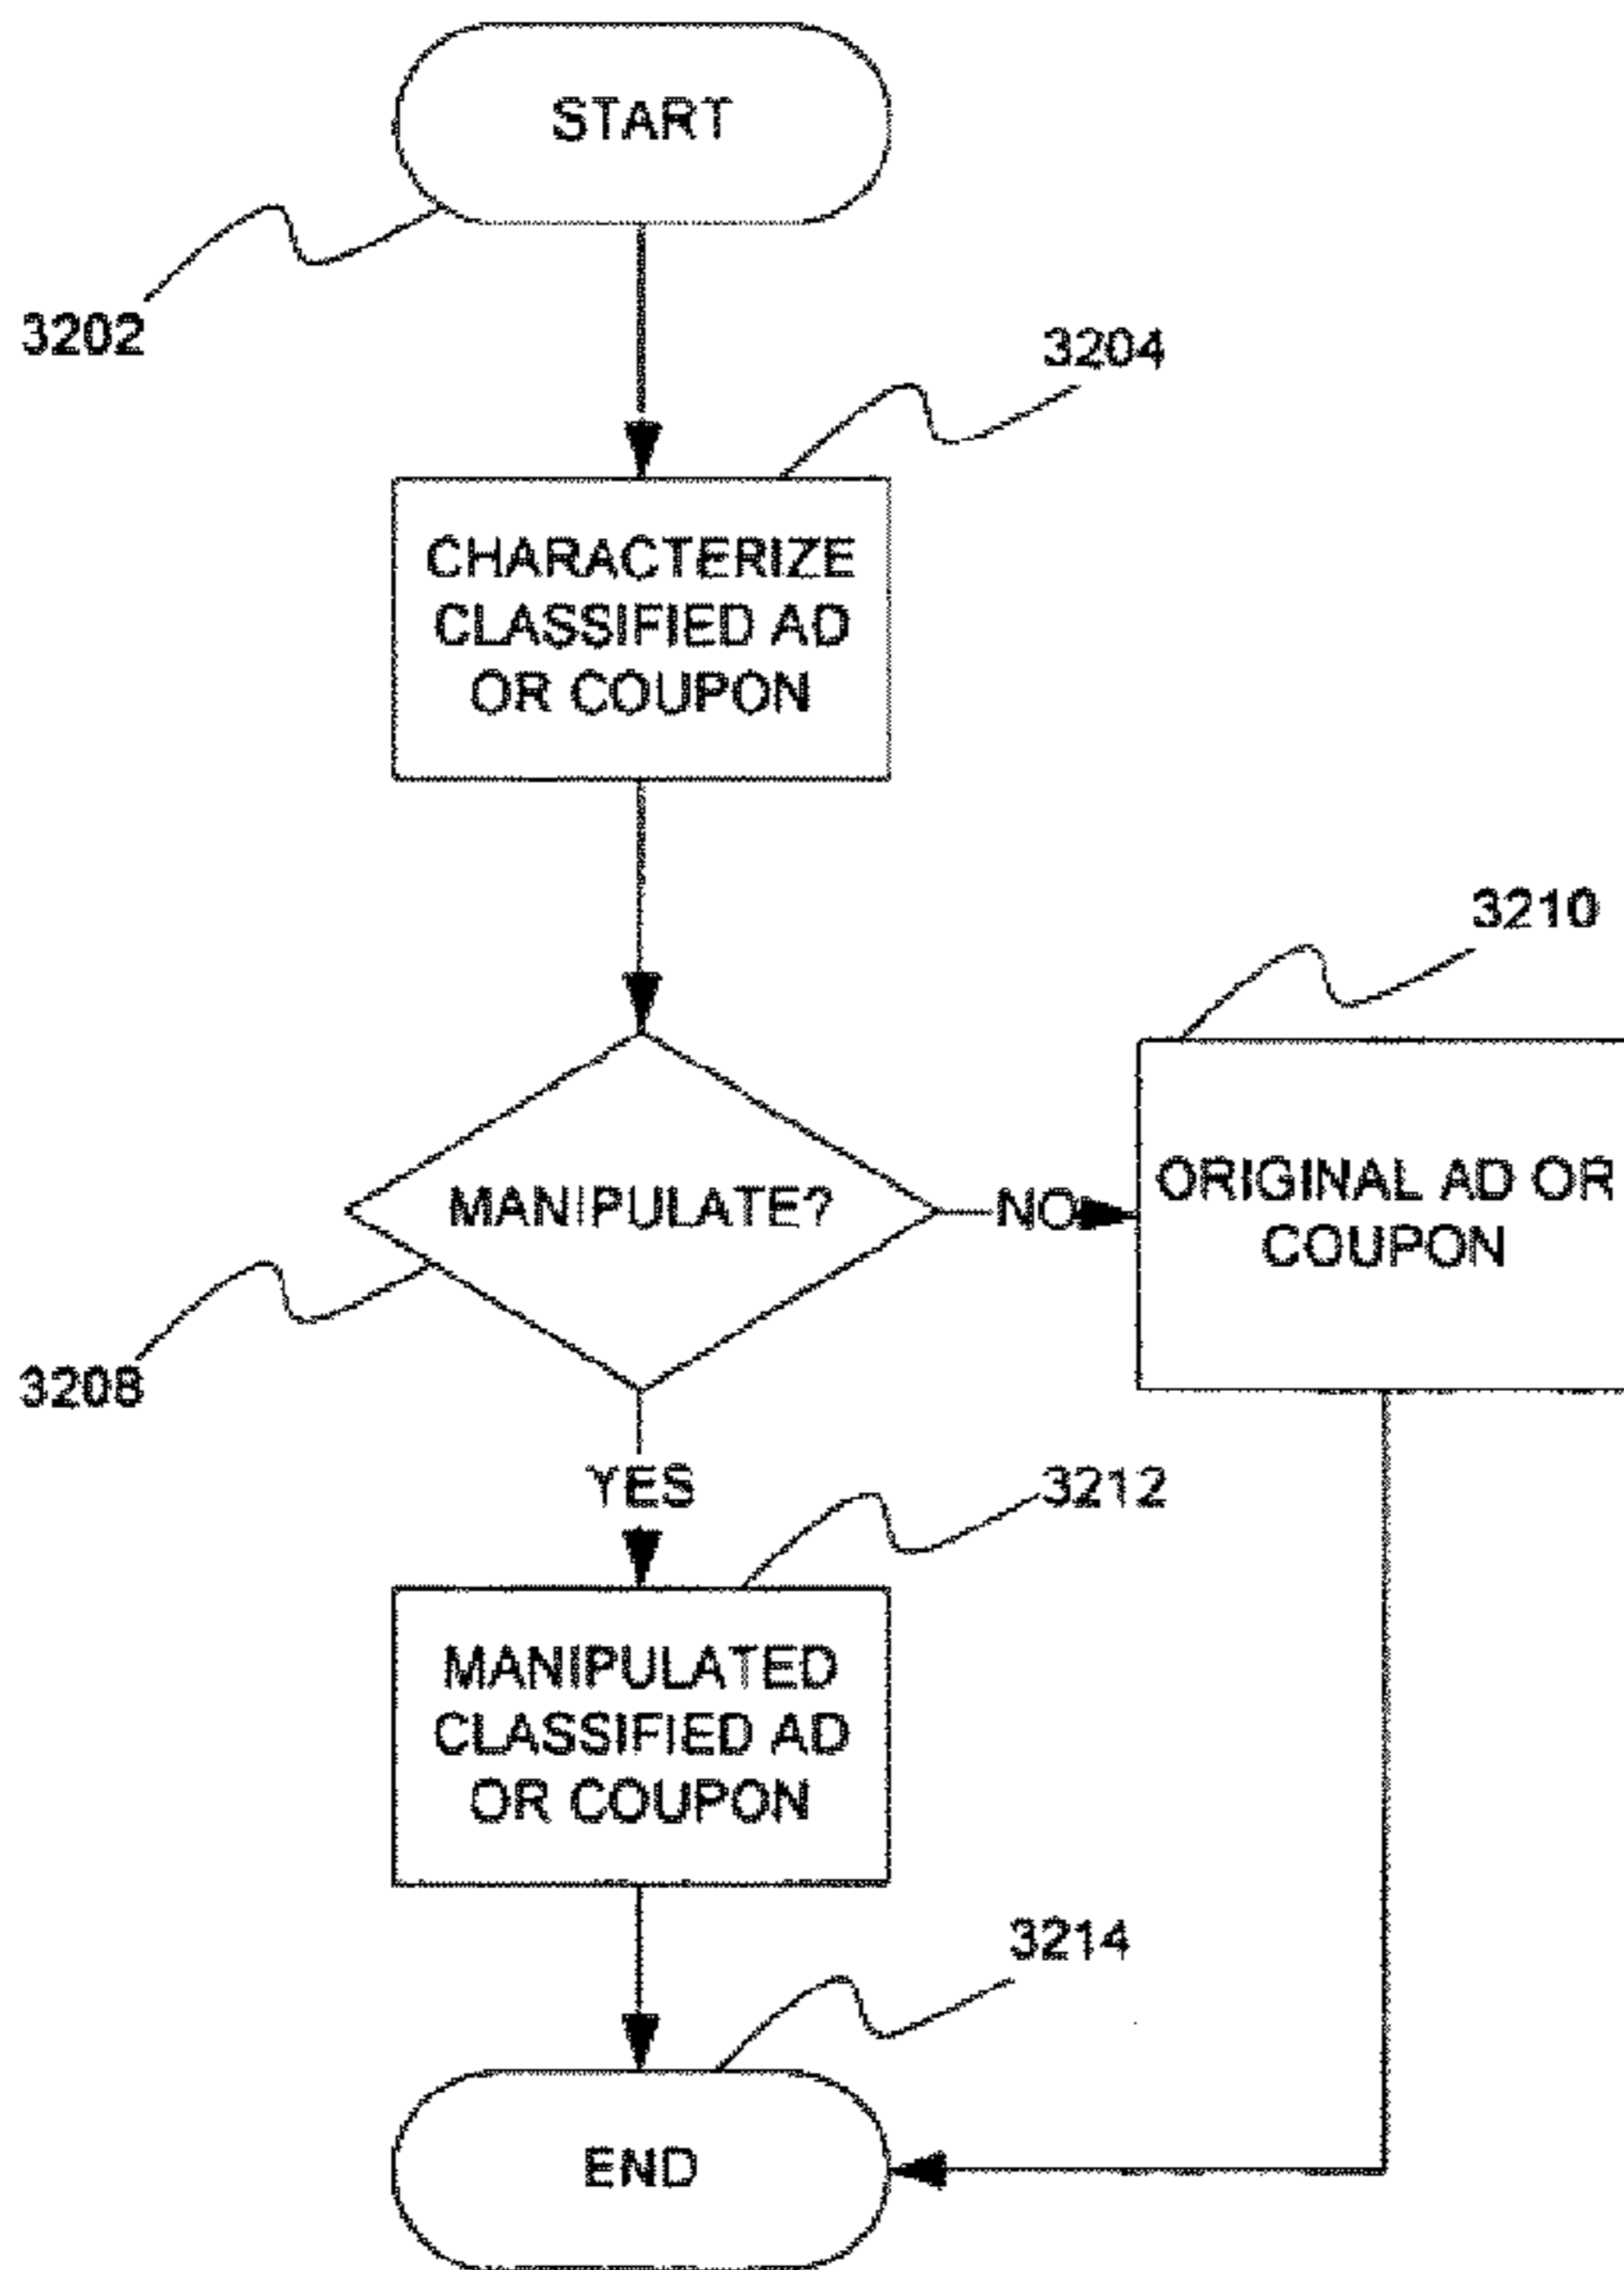 START
3202
3204
CHARACTERIZE
CLASSIFIED AD
OR COUPON
3210
MANIPULATE?
NO
ORIGINAL AD OR
COUPON
3208
YES
3212
MANIPULATED
CLASSIFIED AD
OR COUPON
3214
END